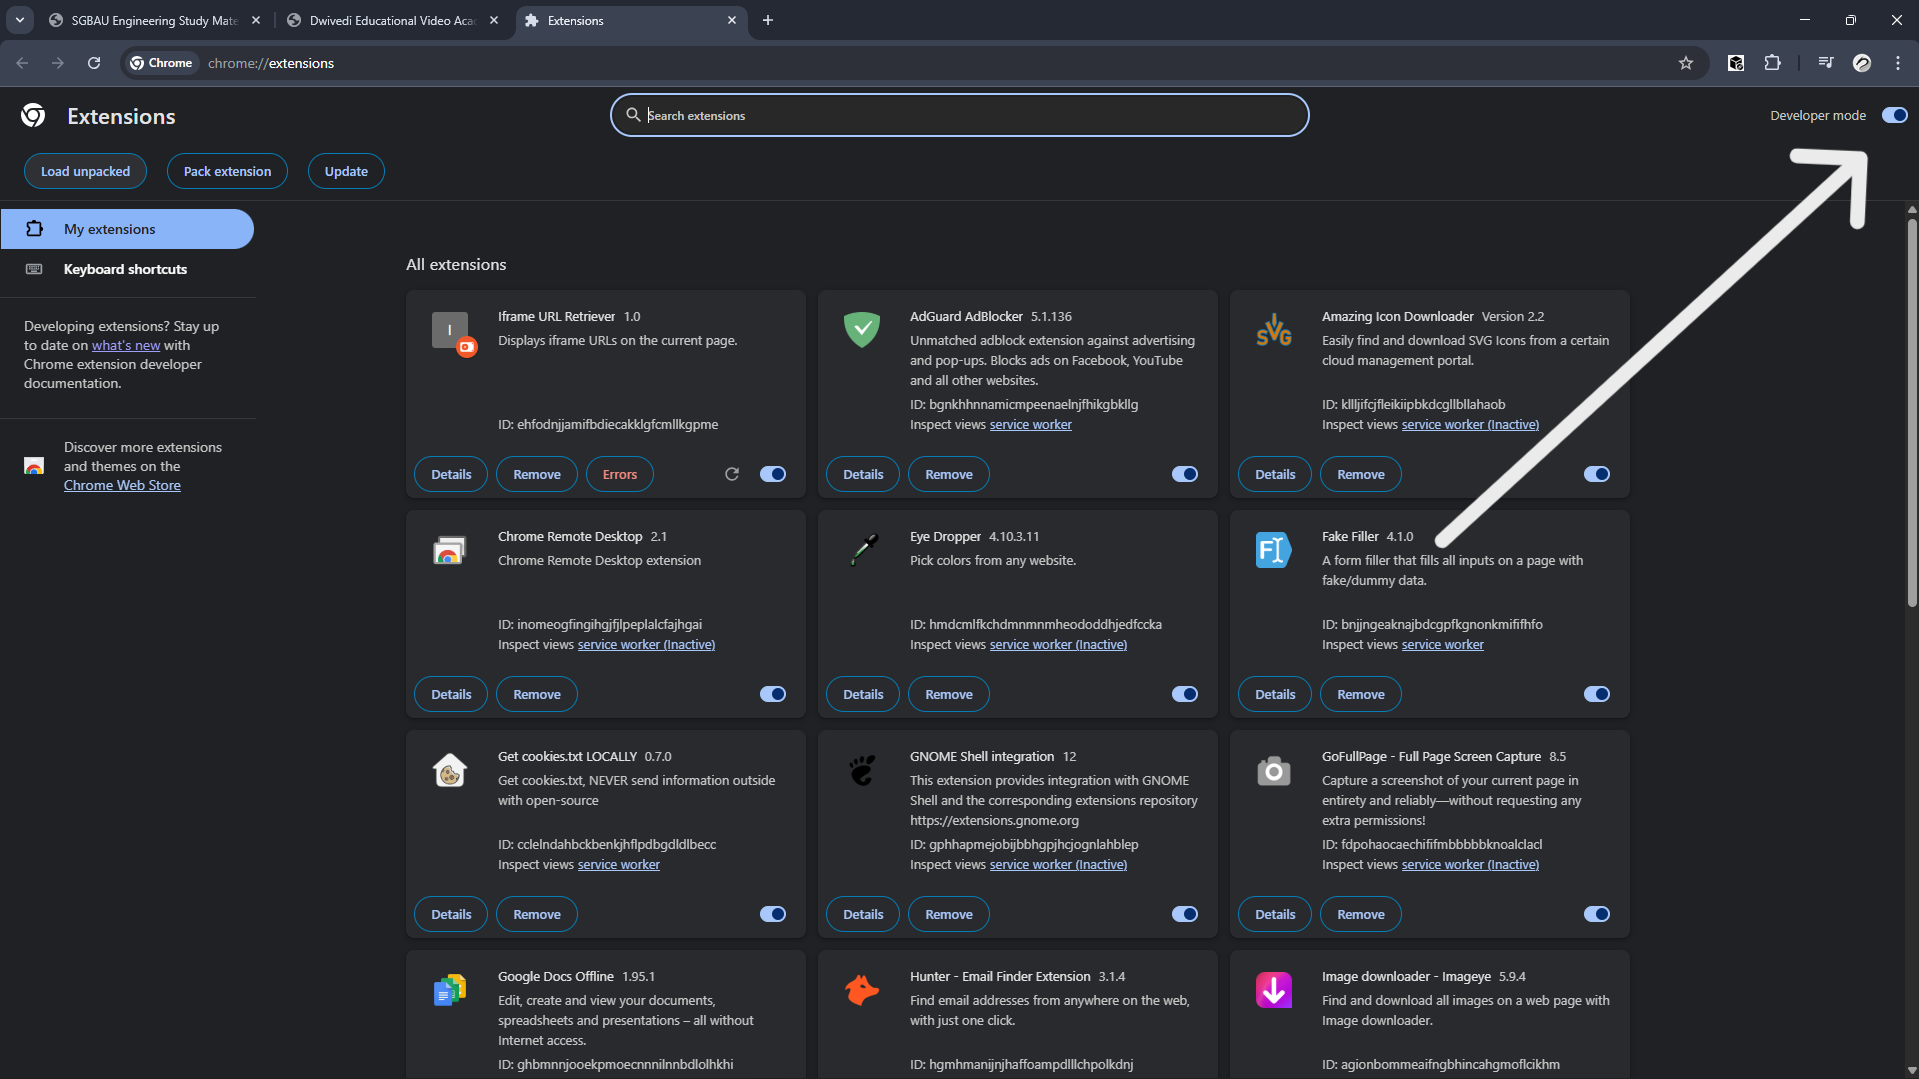 SGBAU Engineering Study Mate
Dwivedi Educational Video Aca
Extensions
Chrome
chrome://extensions
Extensions
Search extensions
Developer mode
Load unpacked
Pack extension
Update
My extensions
Keyboard shortcuts
Developing extensions? Stay up
to date on what's new with
Chrome extension developer
documentation.
Discover more extensions
and themes on the
Chrome Web Store
All extensions
I
Iframe URL Retriever 1.0
Displays iframe URLs on the current page.
ID: ehfodnjjamifbdiecakklgfcmllkgpme
Details
Remove
Errors
AdGuard AdBlocker 5.1.136
Unmatched adblock extension against advertising
and pop-ups. Blocks ads on Facebook, YouTube
and all other websites.
ID: bgnkhhnnamicmpeenaelnjfhikgbkllg
Inspect views service worker
Details
Remove
SVG
Amazing Icon Downloader Version 2.2
Easily find and download SVG Icons from a certain
cloud management portal.
ID: kllljifcjfleikiipbkdcgllbllahaob
Inspect views service worker (Inactive)
Details
Remove
Chrome Remote Desktop 2.1
Chrome Remote Desktop extension
ID: inomeogfingihgjfjlpeplalcfajhgai
Inspect views service worker (Inactive)
Details
Remove
Eye Dropper 4.10.3.11
Pick colors from any website.
ID: hmdcmlfkchdmnmnmheododdhjedfccka
Inspect views service worker (Inactive)
Details
Remove
F
Fake Filler 4.1.0
A form filler that fills all inputs on a page with
fake/dummy data.
ID: bnjjngeaknajbdcgpfkgnonkmififhfo
Inspect views service worker
Details
Remove
Get cookies.txt LOCALLY 0.7.0
Get cookies.txt, NEVER send information outside
with open-source
ID: cclelndahbckbenkjhflpdbgdldlbecc
Inspect views service worker
Details
Remove
GNOME Shell integration 12
This extension provides integration with GNOME
Shell and the corresponding extensions repository
https://extensions.gnome.org
ID: gphhapmejobijbbhgpjhcjognlahblep
Inspect views service worker (Inactive)
Details
Remove
GoFullPage - Full Page Screen Capture 8.5
Capture a screenshot of your current page in
entirety and reliably—without requesting any
extra permissions!
ID: fdpohaocaechififmbbbbbknoalclacl
Inspect views service worker (Inactive)
Details
Remove
Google Docs Offline 1.95.1
Edit, create and view your documents,
spreadsheets and presentations – all without
Internet access.
ID: ghbmnnjooekpmoecnnnilnnbdlolhkhi
Hunter - Email Finder Extension 3.1.4
Find email addresses from anywhere on the web,
with just one click.
ID: hgmhmanijnjhaffoampdlllchpolkdnj
Image downloader - Imageye 5.9.4
Find and download all images on a web page with
Image downloader.
ID: agionbommeaifngbhincahgmoflcikhm